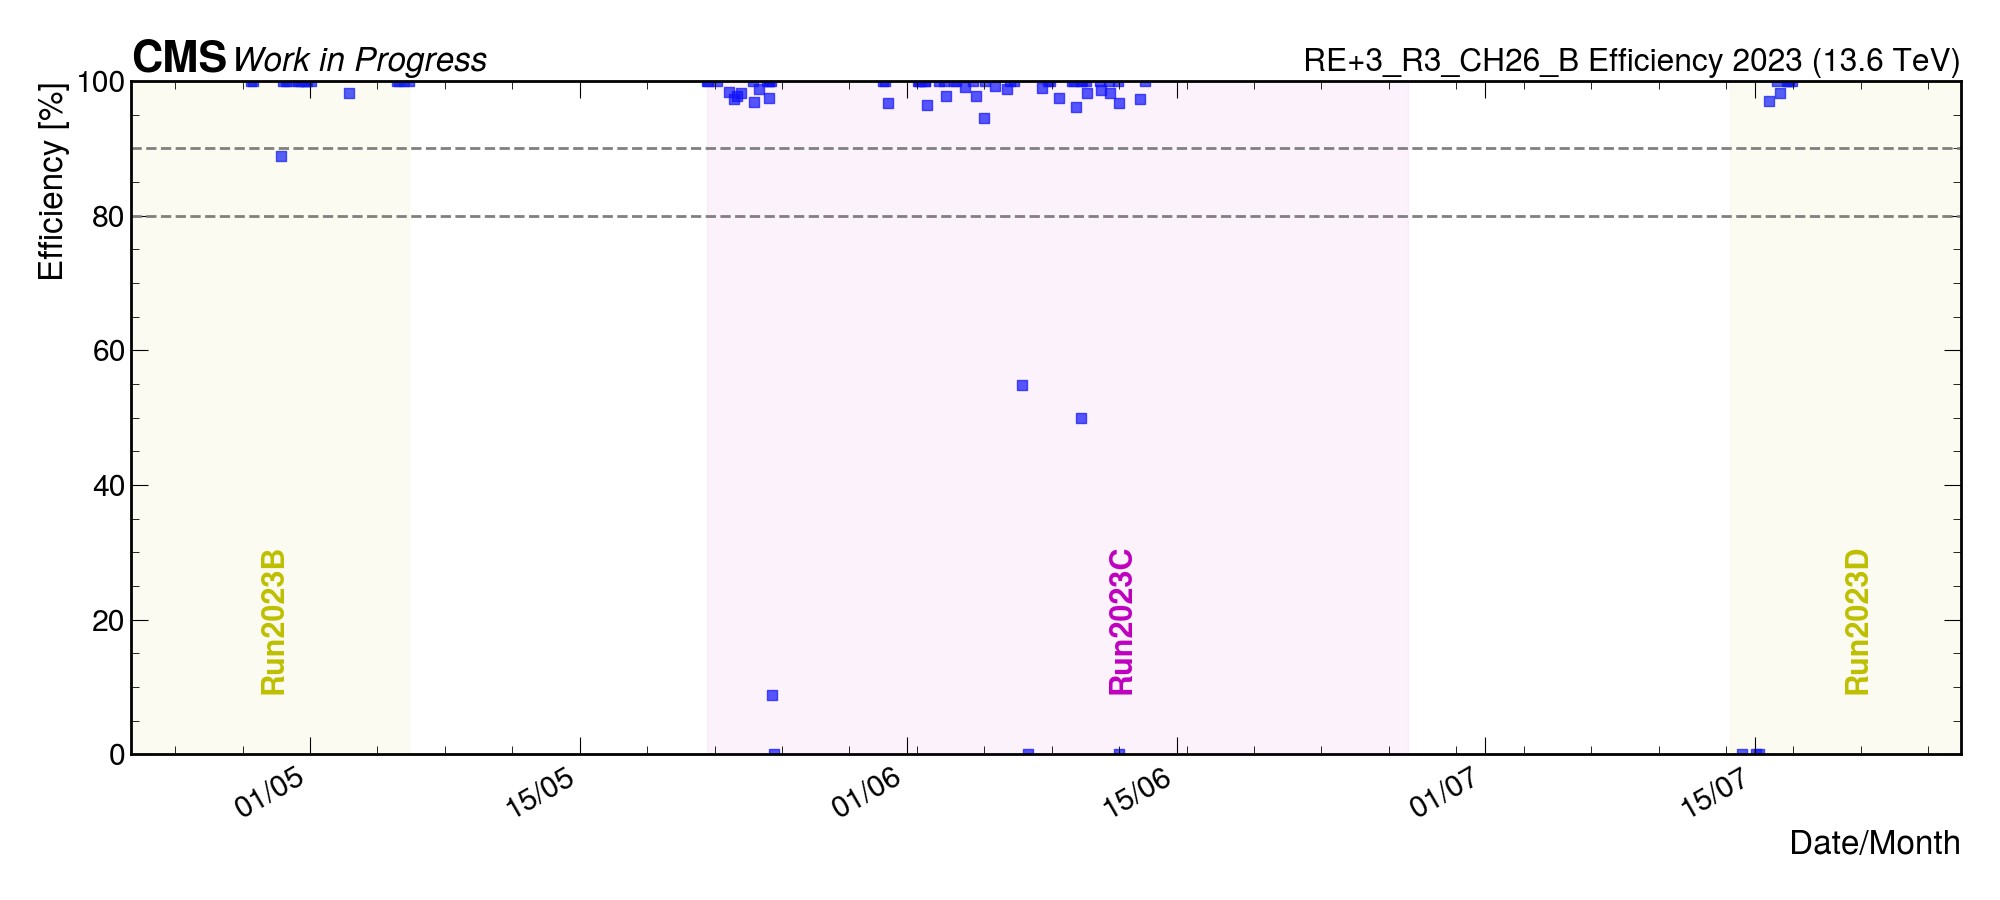 CMS Work in Progress
RE+3_R3_CH26_B Efficiency 2023 (13.6 TeV)
Efficiency [%]
100
80
60
40
20
0
Run2023B
Run2023C
Run2023D
01/05
15/05
01/06
15/06
01/07
15/07
Date/Month